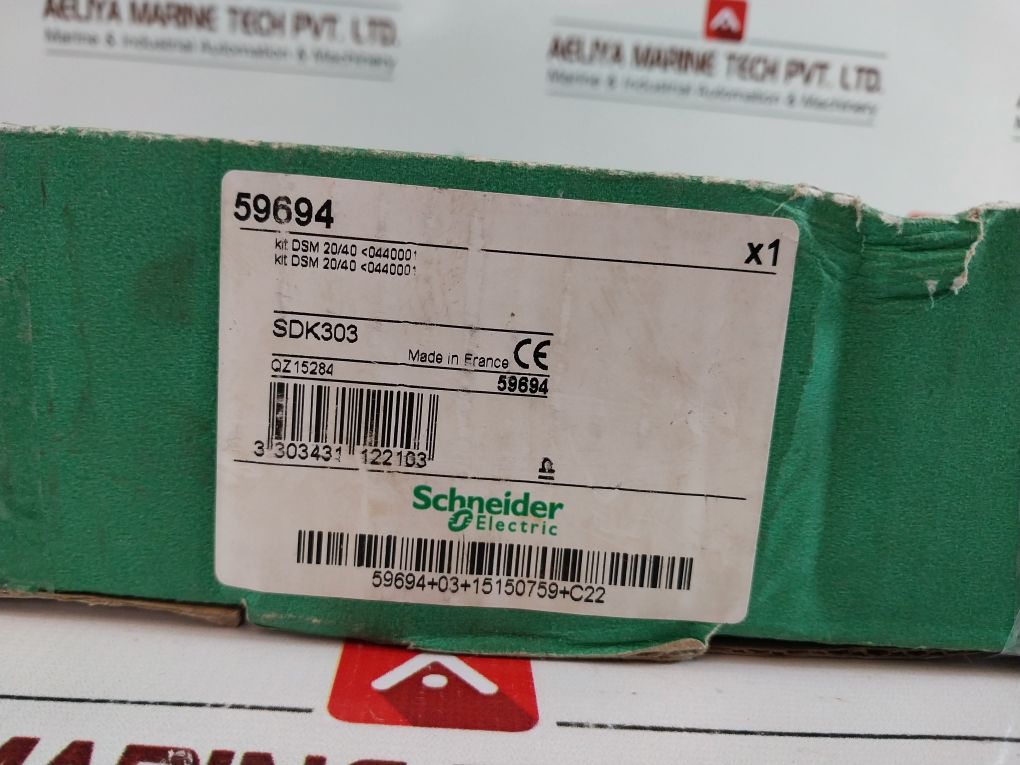 AEUYA MARINE TECH PVT. LTD.
Marine & Industrial Automation & Machinery
AEUYA MARINE TECH PVT. LTD.
Marine & Industrial Automation & Machinery
59694
x1
kit DSM 20/40 <0440001
kit DSM 20/40 <0440001
SDK303
Made in France CE
QZ15284
59694
3 303431 122103
Schneider
Electric
59694+03+15150759+C22